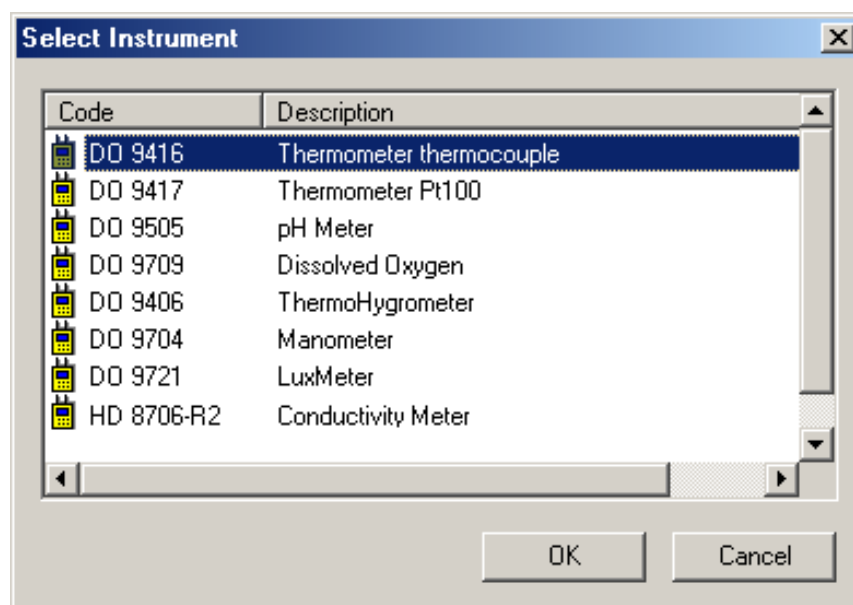 Select Instrument
Code Description
DO 9416 Thermometer thermocouple
DO 9417 Thermometer Pt100
DO 9505 pH Meter
DO 9709 Dissolved Oxygen
DO 9406 ThermoHygrometer
DO 9704 Manometer
DO 9721 LuxMeter
HD 8706-R2 Conductivity Meter
OK Cancel